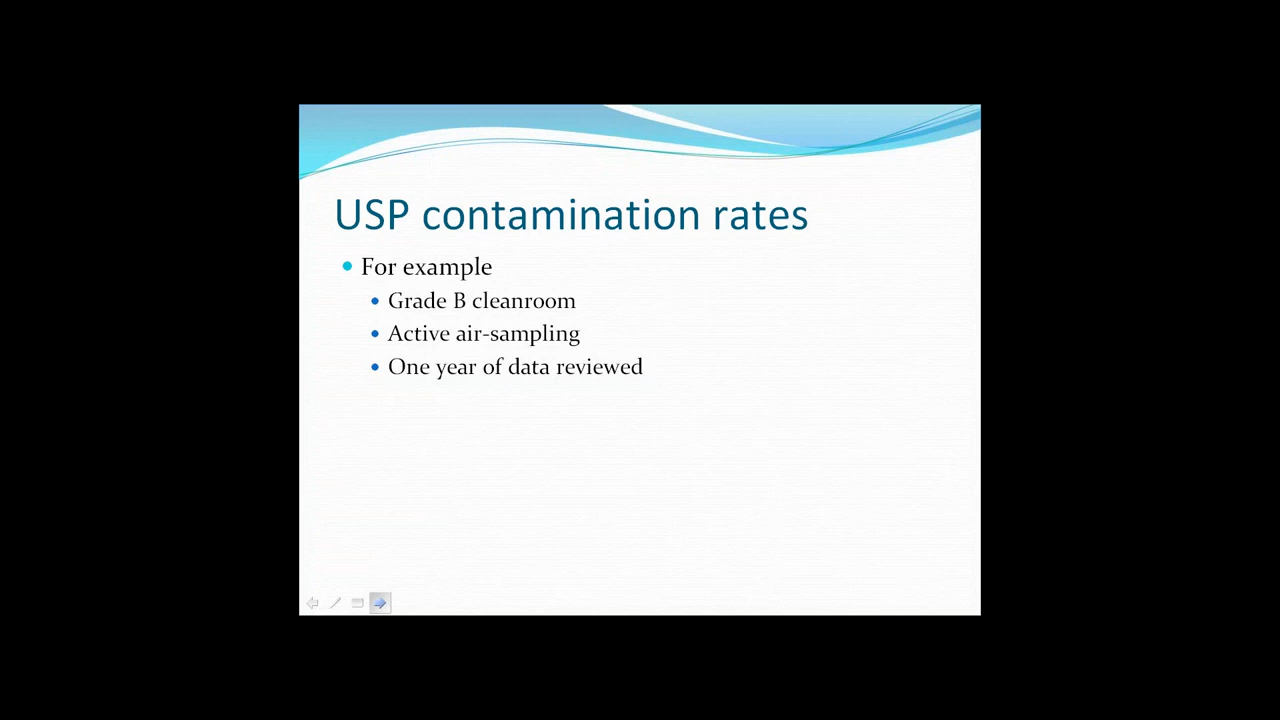 USP contamination rates
For example
Grade B cleanroom
Active air-sampling
One year of data reviewed